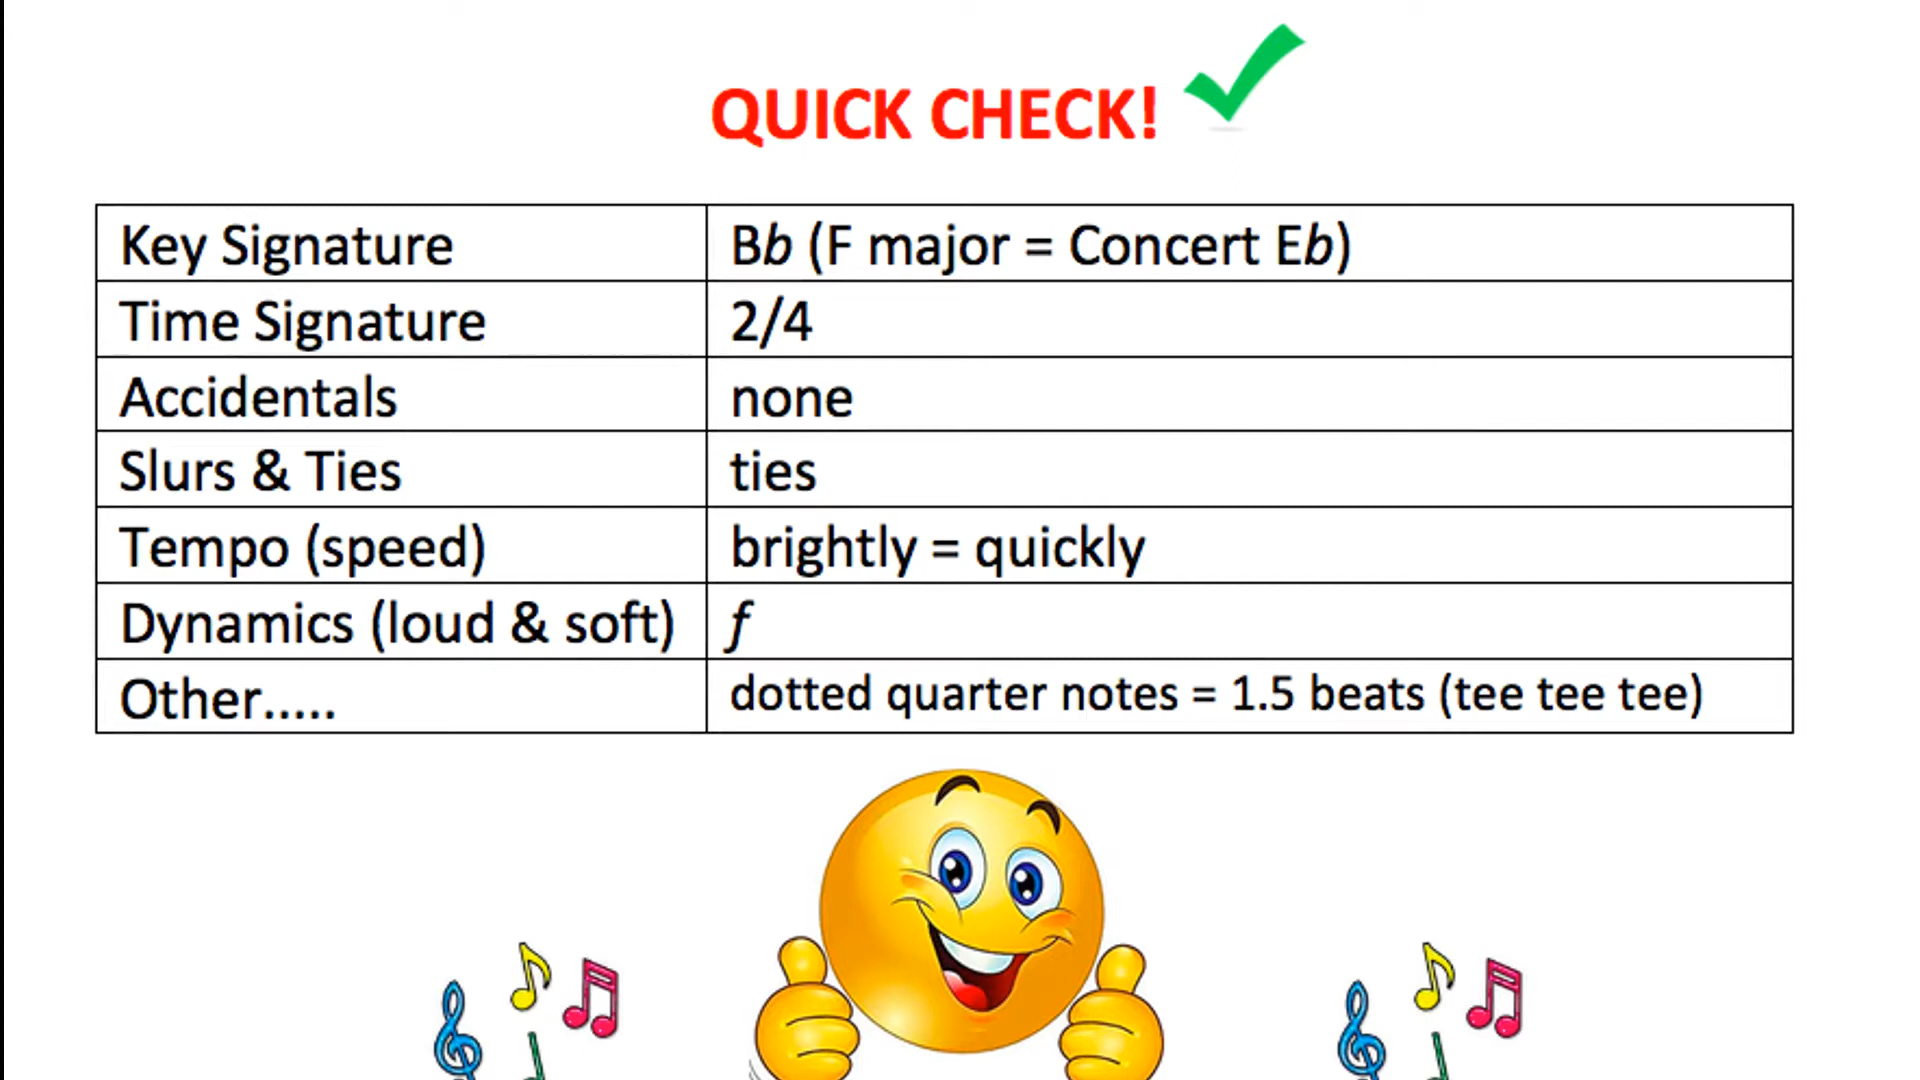 QUICK CHECK!
Key Signature
Bb (F major = Concert Eb)
Time Signature
2/4
Accidentals
none
Slurs & Ties
ties
Tempo (speed)
brightly = quickly
Dynamics (loud & soft)
f
Other.....
dotted quarter notes = 1.5 beats (tee tee tee)